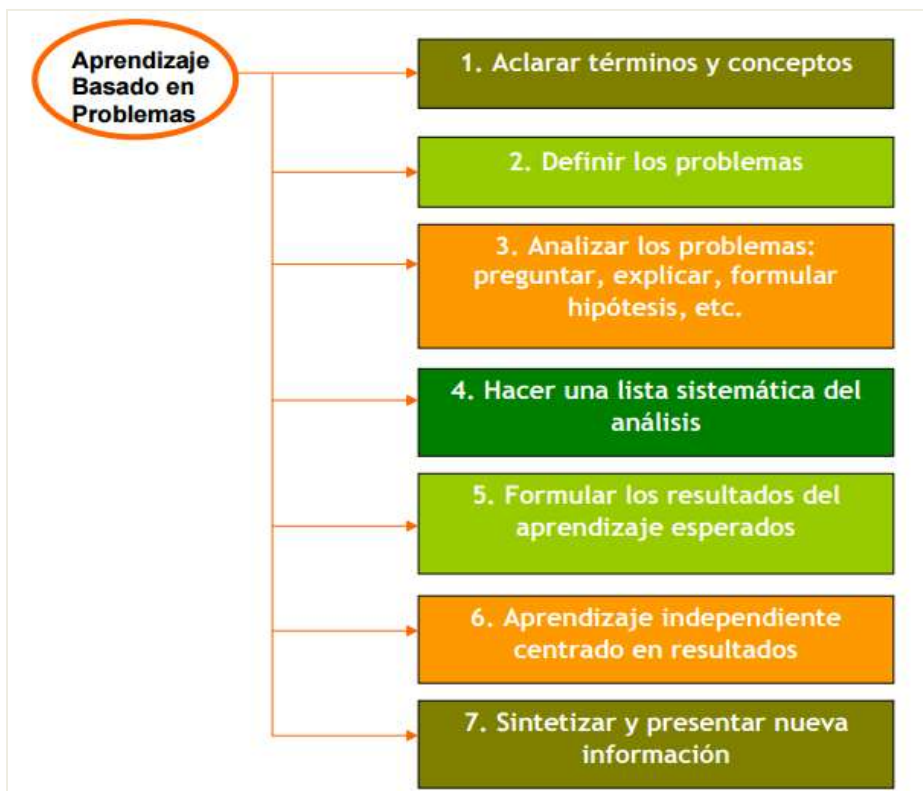 Aprendizaje
Basado en
Problemas
1. Aclarar términos y conceptos
2. Definir los problemas
3. Analizar los problemas:
preguntar, explicar, formular
hipótesis, etc.
4. Hacer una lista sistemática del
análisis
5. Formular los resultados del
aprendizaje esperados
6. Aprendizaje independiente
centrado en resultados
7. Sintetizar y presentar nueva
información